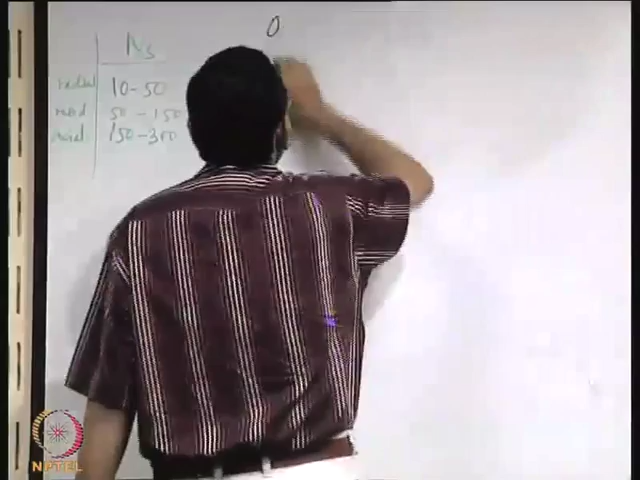 Ns
0
radial 10-50
mixed 50-150
axial 150-300
NPTEL